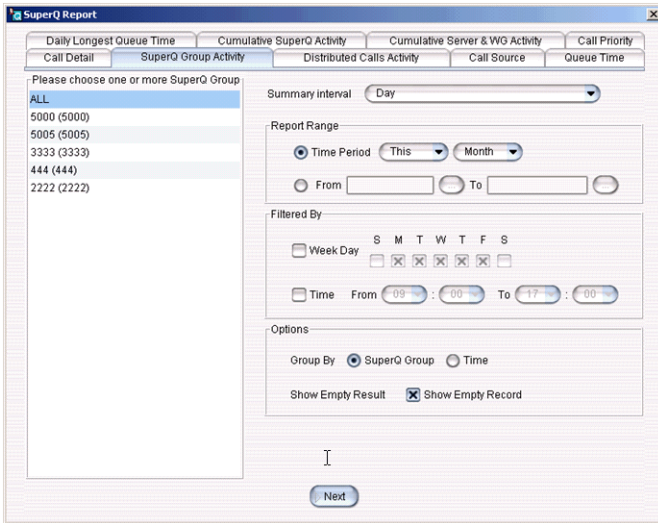 SuperQ Report
Daily Longest Queue Time Cumulative SuperQ Activity Cumulative Server & WG Activity Call Priority
Call Detail SuperQ Group Activity Distributed Calls Activity Call Source Queue Time
Please choose one or more SuperQ Group
ALL
5000 (5000)
5005 (5005)
3333 (3333)
444 (444)
2222 (2222)
Summary interval Day
Report Range
Time Period This Month
From To
Filtered By
S M T W T F S
Week Day
Time From 09 : 00 To 17 : 00
Options
Group By SuperQ Group Time
Show Empty Result Show Empty Record
Next